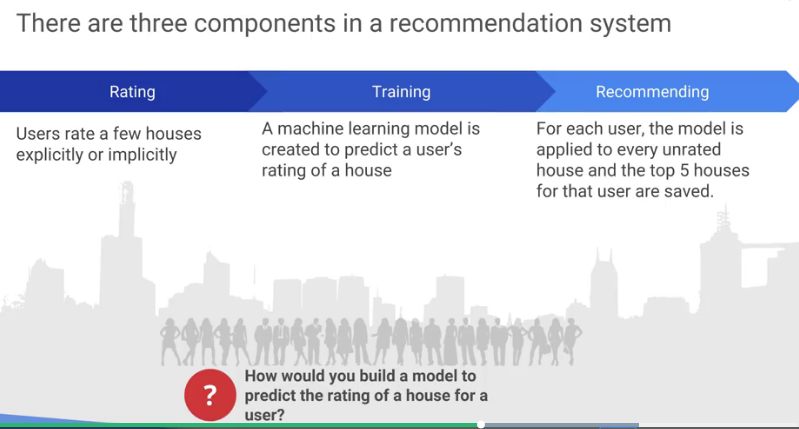 There are three components in a recommendation system
Rating
Training
Recommending
Users rate a few houses
explicitly or implicitly
A machine learning model is
created to predict a user's
rating of a house
For each user, the model is
applied to every unrated
house and the top 5 houses
for that user are saved.
?
How would you build a model to
predict the rating of a house for a
user?